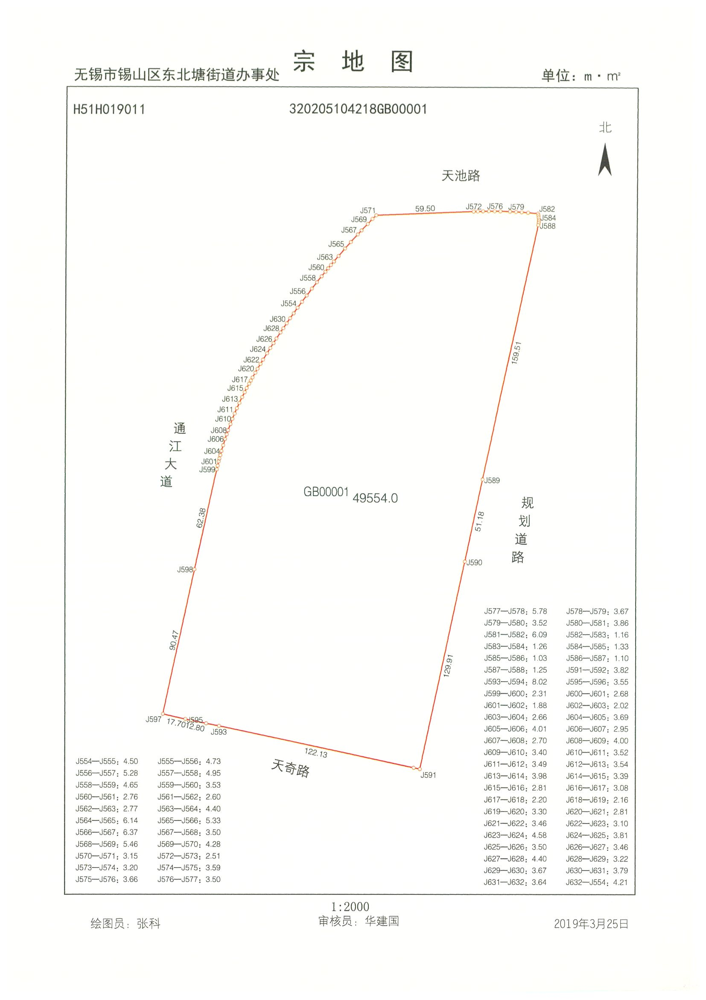 宗 地 图
无锡市锡山区东北塘街道办事处
单位：m·㎡
H51H019011
320205104218GB00001
北
天池路
J571
59.50
J572
J576
J579
J582
J584
J588
J569
J567
J565
J563
J560
J558
J556
J554
J630
J628
J626
J624
J622
J620
J617
J615
J613
J611
J610
J608
J606
J604
J601
J599
通江大道
159.51
J589
GB00001 49554.0
规划道路
51.18
J590
62.38
J598
90.47
129.91
J597
J595
17.70
12.80
J593
122.13
天奇路
J591
J577—J578：5.78 J578—J579：3.67
J579—J580：3.52 J580—J581：3.86
J581—J582：6.09 J582—J583：1.16
J583—J584：1.26 J584—J585：1.33
J585—J586：1.03 J586—J587：1.10
J587—J588：1.25 J591—J592：3.82
J593—J594：8.02 J595—J596：3.55
J599—J600：2.31 J600—J601：2.68
J601—J602：1.88 J602—J603：2.02
J603—J604：2.66 J604—J605：3.69
J605—J606：4.01 J606—J607：2.95
J607—J608：2.70 J608—J609：4.00
J609—J610：3.40 J610—J611：3.52
J611—J612：3.49 J612—J613：3.54
J613—J614：3.98 J614—J615：3.39
J615—J616：2.81 J616—J617：3.08
J617—J618：2.20 J618—J619：2.16
J619—J620：3.30 J620—J621：2.81
J621—J622：3.46 J622—J623：3.10
J623—J624：4.58 J624—J625：3.81
J625—J626：3.50 J626—J627：3.46
J627—J628：4.40 J628—J629：3.22
J629—J630：3.67 J630—J631：3.79
J631—J632：3.64 J632—J554：4.21
J554—J555：4.50 J555—J556：4.73
J556—J557：5.28 J557—J558：4.95
J558—J559：4.65 J559—J560：3.53
J560—J561：2.76 J561—J562：2.60
J562—J563：2.77 J563—J564：4.40
J564—J565：6.14 J565—J566：5.33
J566—J567：6.37 J567—J568：3.50
J568—J569：5.46 J569—J570：4.28
J570—J571：3.15 J572—J573：2.51
J573—J574：3.20 J574—J575：3.59
J575—J576：3.66 J576—J577：3.50
1:2000
绘图员：张科
审核员：华建国
2019年3月25日